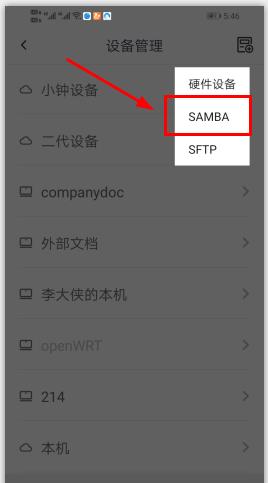 5:46
设备管理
小钟设备
硬件设备
SAMBA
二代设备
SFTP
companydoc
外部文档
李大侠的本机
openWRT
214
本机